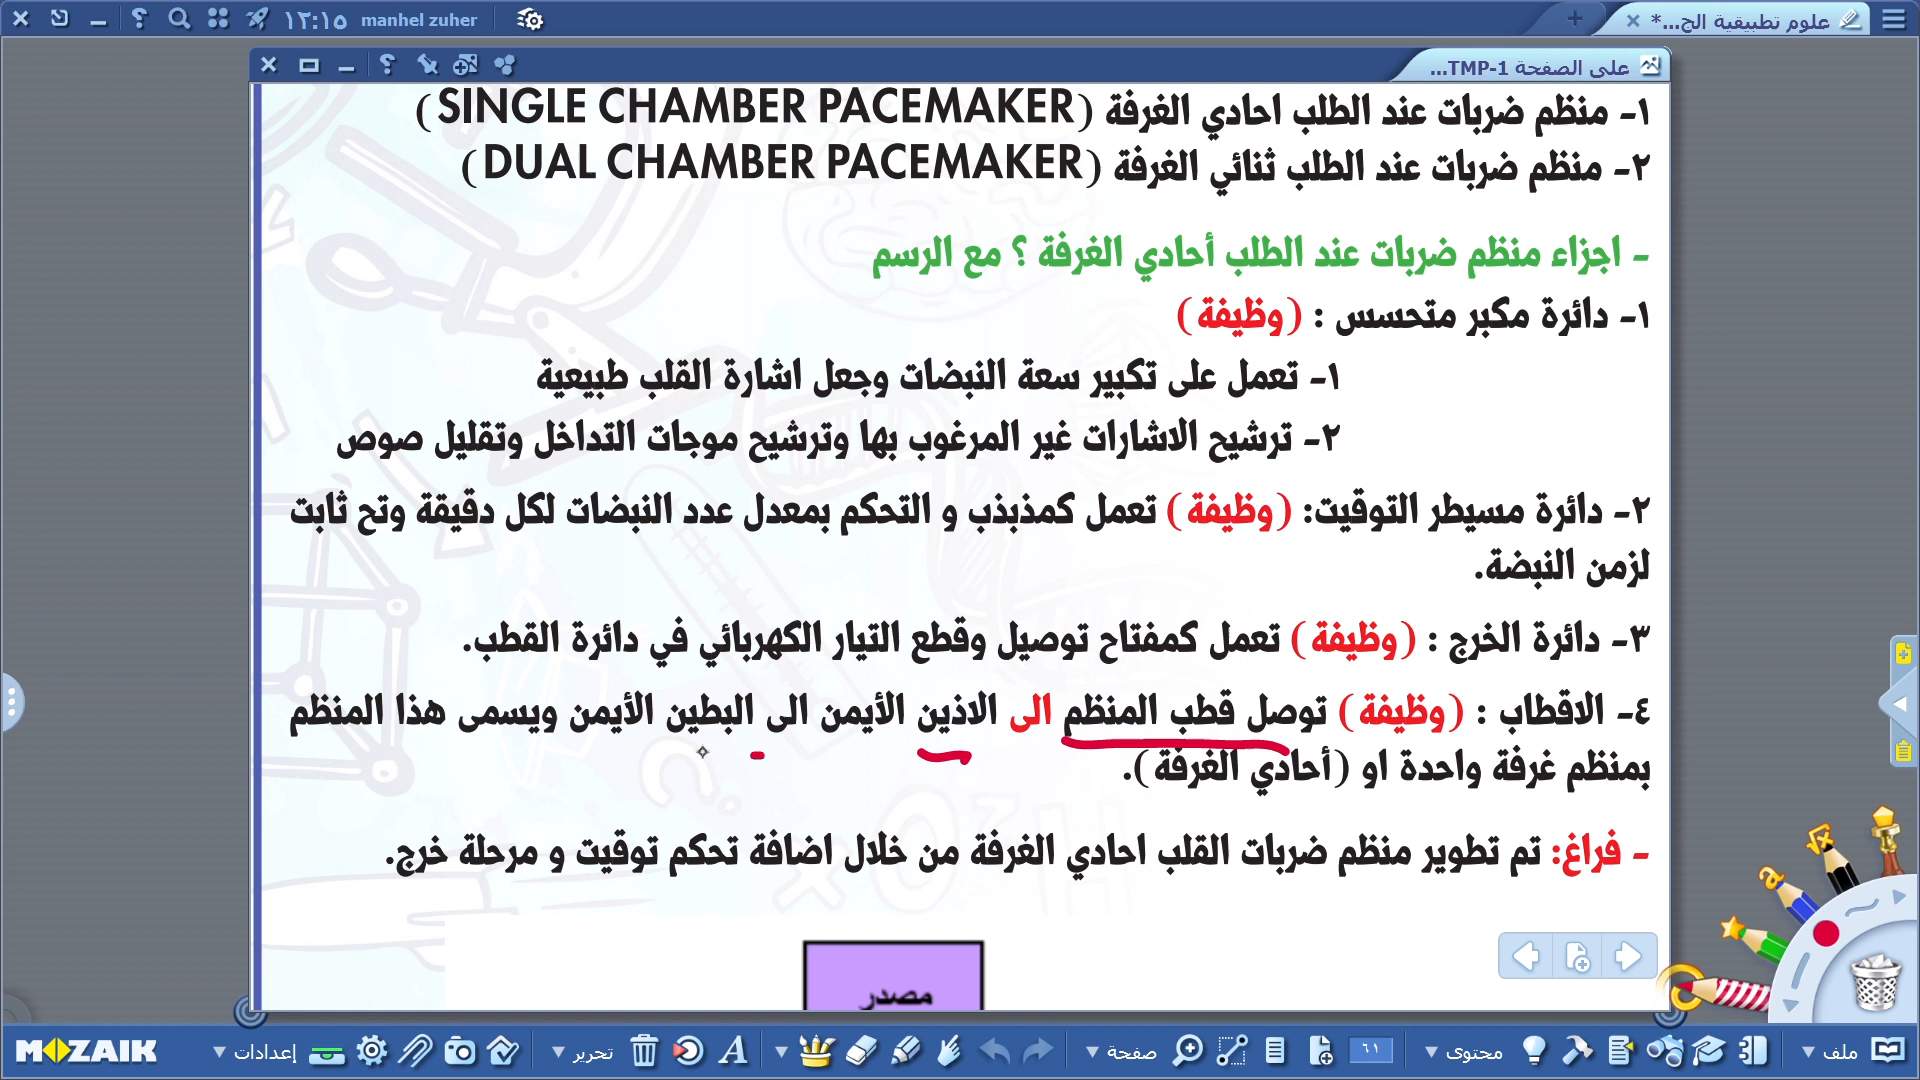 manhel zuher ١٣:١٥
علوم تطبيقية الج...*
على الصفحة TMP-1...
١- منظم ضربات عند الطلب احادي الغرفة (SINGLE CHAMBER PACEMAKER)
٢- منظم ضربات عند الطلب ثنائي الغرفة (DUAL CHAMBER PACEMAKER)
- اجزاء منظم ضربات عند الطلب أحادي الغرفة ؟ مع الرسم
١- دائرة مكبر متحسس : (وظيفة)
١- تعمل على تكبير سعة النبضات وجعل اشارة القلب طبيعية
٢- ترشيح الاشارات غير المرغوب بها وترشيح موجات التداخل وتقليل صوص
٢- دائرة مسيطر التوقيت: (وظيفة) تعمل كمذبذب و التحكم بمعدل عدد النبضات لكل دقيقة وتح ثابت
لزمن النبضة.
٣- دائرة الخرج : (وظيفة) تعمل كمفتاح توصيل وقطع التيار الكهربائي في دائرة القطب.
٤- الاقطاب : (وظيفة) توصل قطب المنظم الى الاذين الأيمن الى البطين الأيمن ويسمى هذا المنظم
بمنظم غرفة واحدة او (أحادي الغرفة).
- فراغ: تم تطوير منظم ضربات القلب احادي الغرفة من خلال اضافة تحكم توقيت و مرحلة خرج.
مصدر
ملف
محتوى
٦١
صفحة
تحرير
إعدادات
MOZAIK